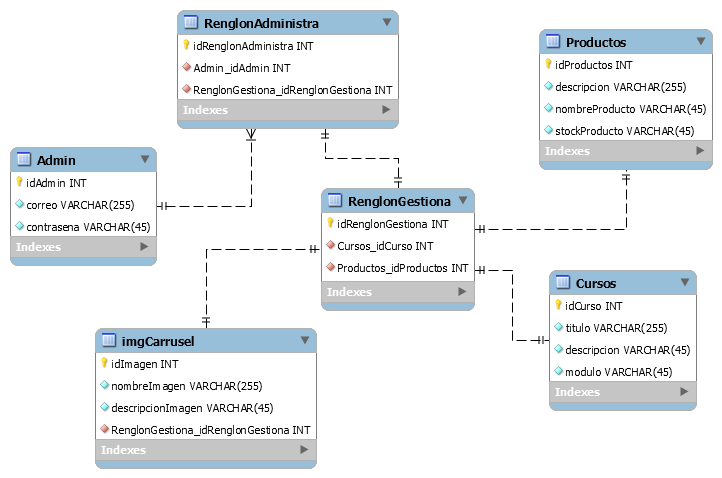 RenglonAdministra
idRenglonAdministra INT
Admin_idAdmin INT
RenglonGestiona_idRenglonGestiona INT
Indexes
Productos
idProductos INT
descripcion VARCHAR(255)
nombreProducto VARCHAR(45)
stockProducto VARCHAR(45)
Indexes
Admin
idAdmin INT
correo VARCHAR(255)
contrasena VARCHAR(45)
Indexes
RenglonGestiona
idRenglonGestiona INT
Cursos_idCurso INT
Productos_idProductos INT
Indexes
Cursos
idCurso INT
titulo VARCHAR(255)
descripcion VARCHAR(45)
modulo VARCHAR(45)
Indexes
imgCarrusel
idImagen INT
nombreImagen VARCHAR(255)
descripcionImagen VARCHAR(45)
RenglonGestiona_idRenglonGestiona INT
Indexes